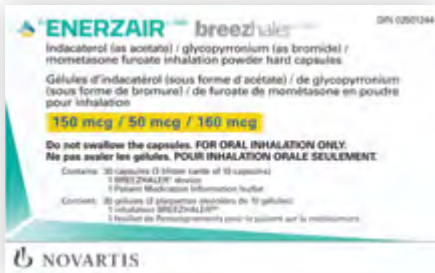 ENERZAIR breezhaler DIN 02501244
Indacaterol (as acetate) / glycopyrronium (as bromide) /
mometasone furoate inhalation powder hard capsules
Gélules d'indacatérol (sous forme d'acétate) / de glycopyrronium
(sous forme de bromure) / de furoate de mométasone en poudre
pour inhalation
150 mcg / 50 mcg / 160 mcg
Do not swallow the capsules. FOR ORAL INHALATION ONLY.
Ne pas avaler les gélules. POUR INHALATION ORALE SEULEMENT.
Contains: 30 capsules (3 blister cards of 10 capsules)
1 BREEZHALER device
1 Patient Medication Information leaflet
Contient: 30 gélules (3 plaquettes alvéolées de 10 gélules)
1 inhalateur BREEZHALER
1 feuillet de Renseignements pour le patient sur le médicament
NOVARTIS